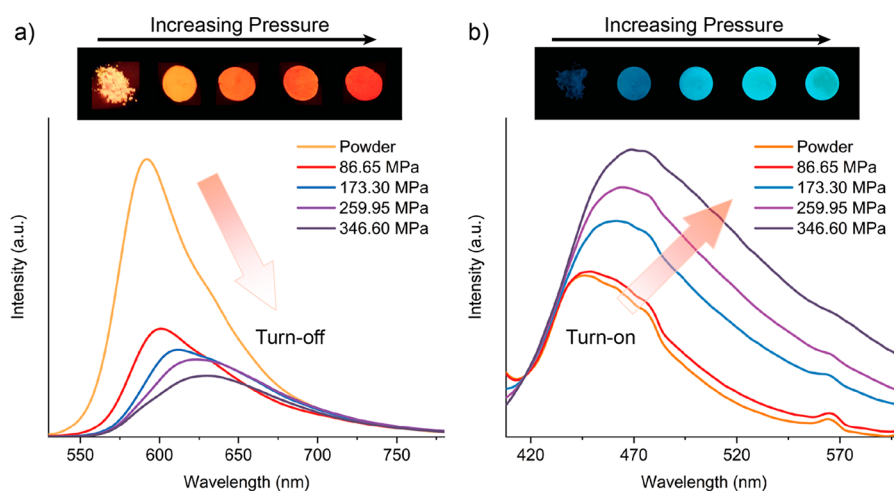 a)
Increasing Pressure
Powder
86.65 MPa
173.30 MPa
259.95 MPa
346.60 MPa
Turn-off
Intensity (a.u.)
550 600 650 700 750
Wavelength (nm)
b)
Increasing Pressure
Powder
86.65 MPa
173.30 MPa
259.95 MPa
346.60 MPa
Turn-on
Intensity (a.u.)
420 470 520 570
Wavelength (nm)